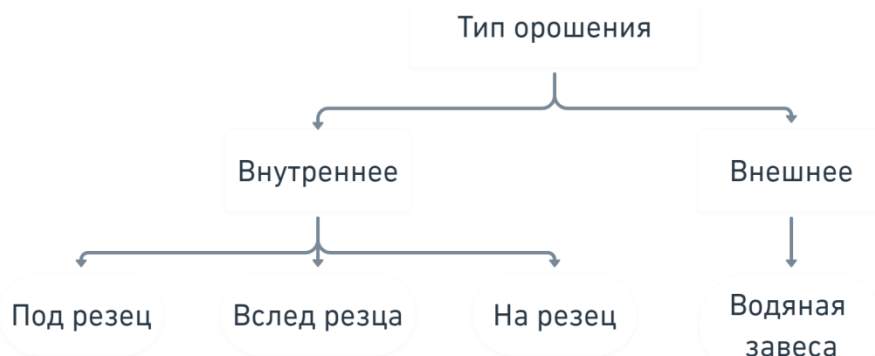 Тип орошения
Внутреннее
Внешнее
Под резец
Вслед резца
На резец
Водяная
завеса